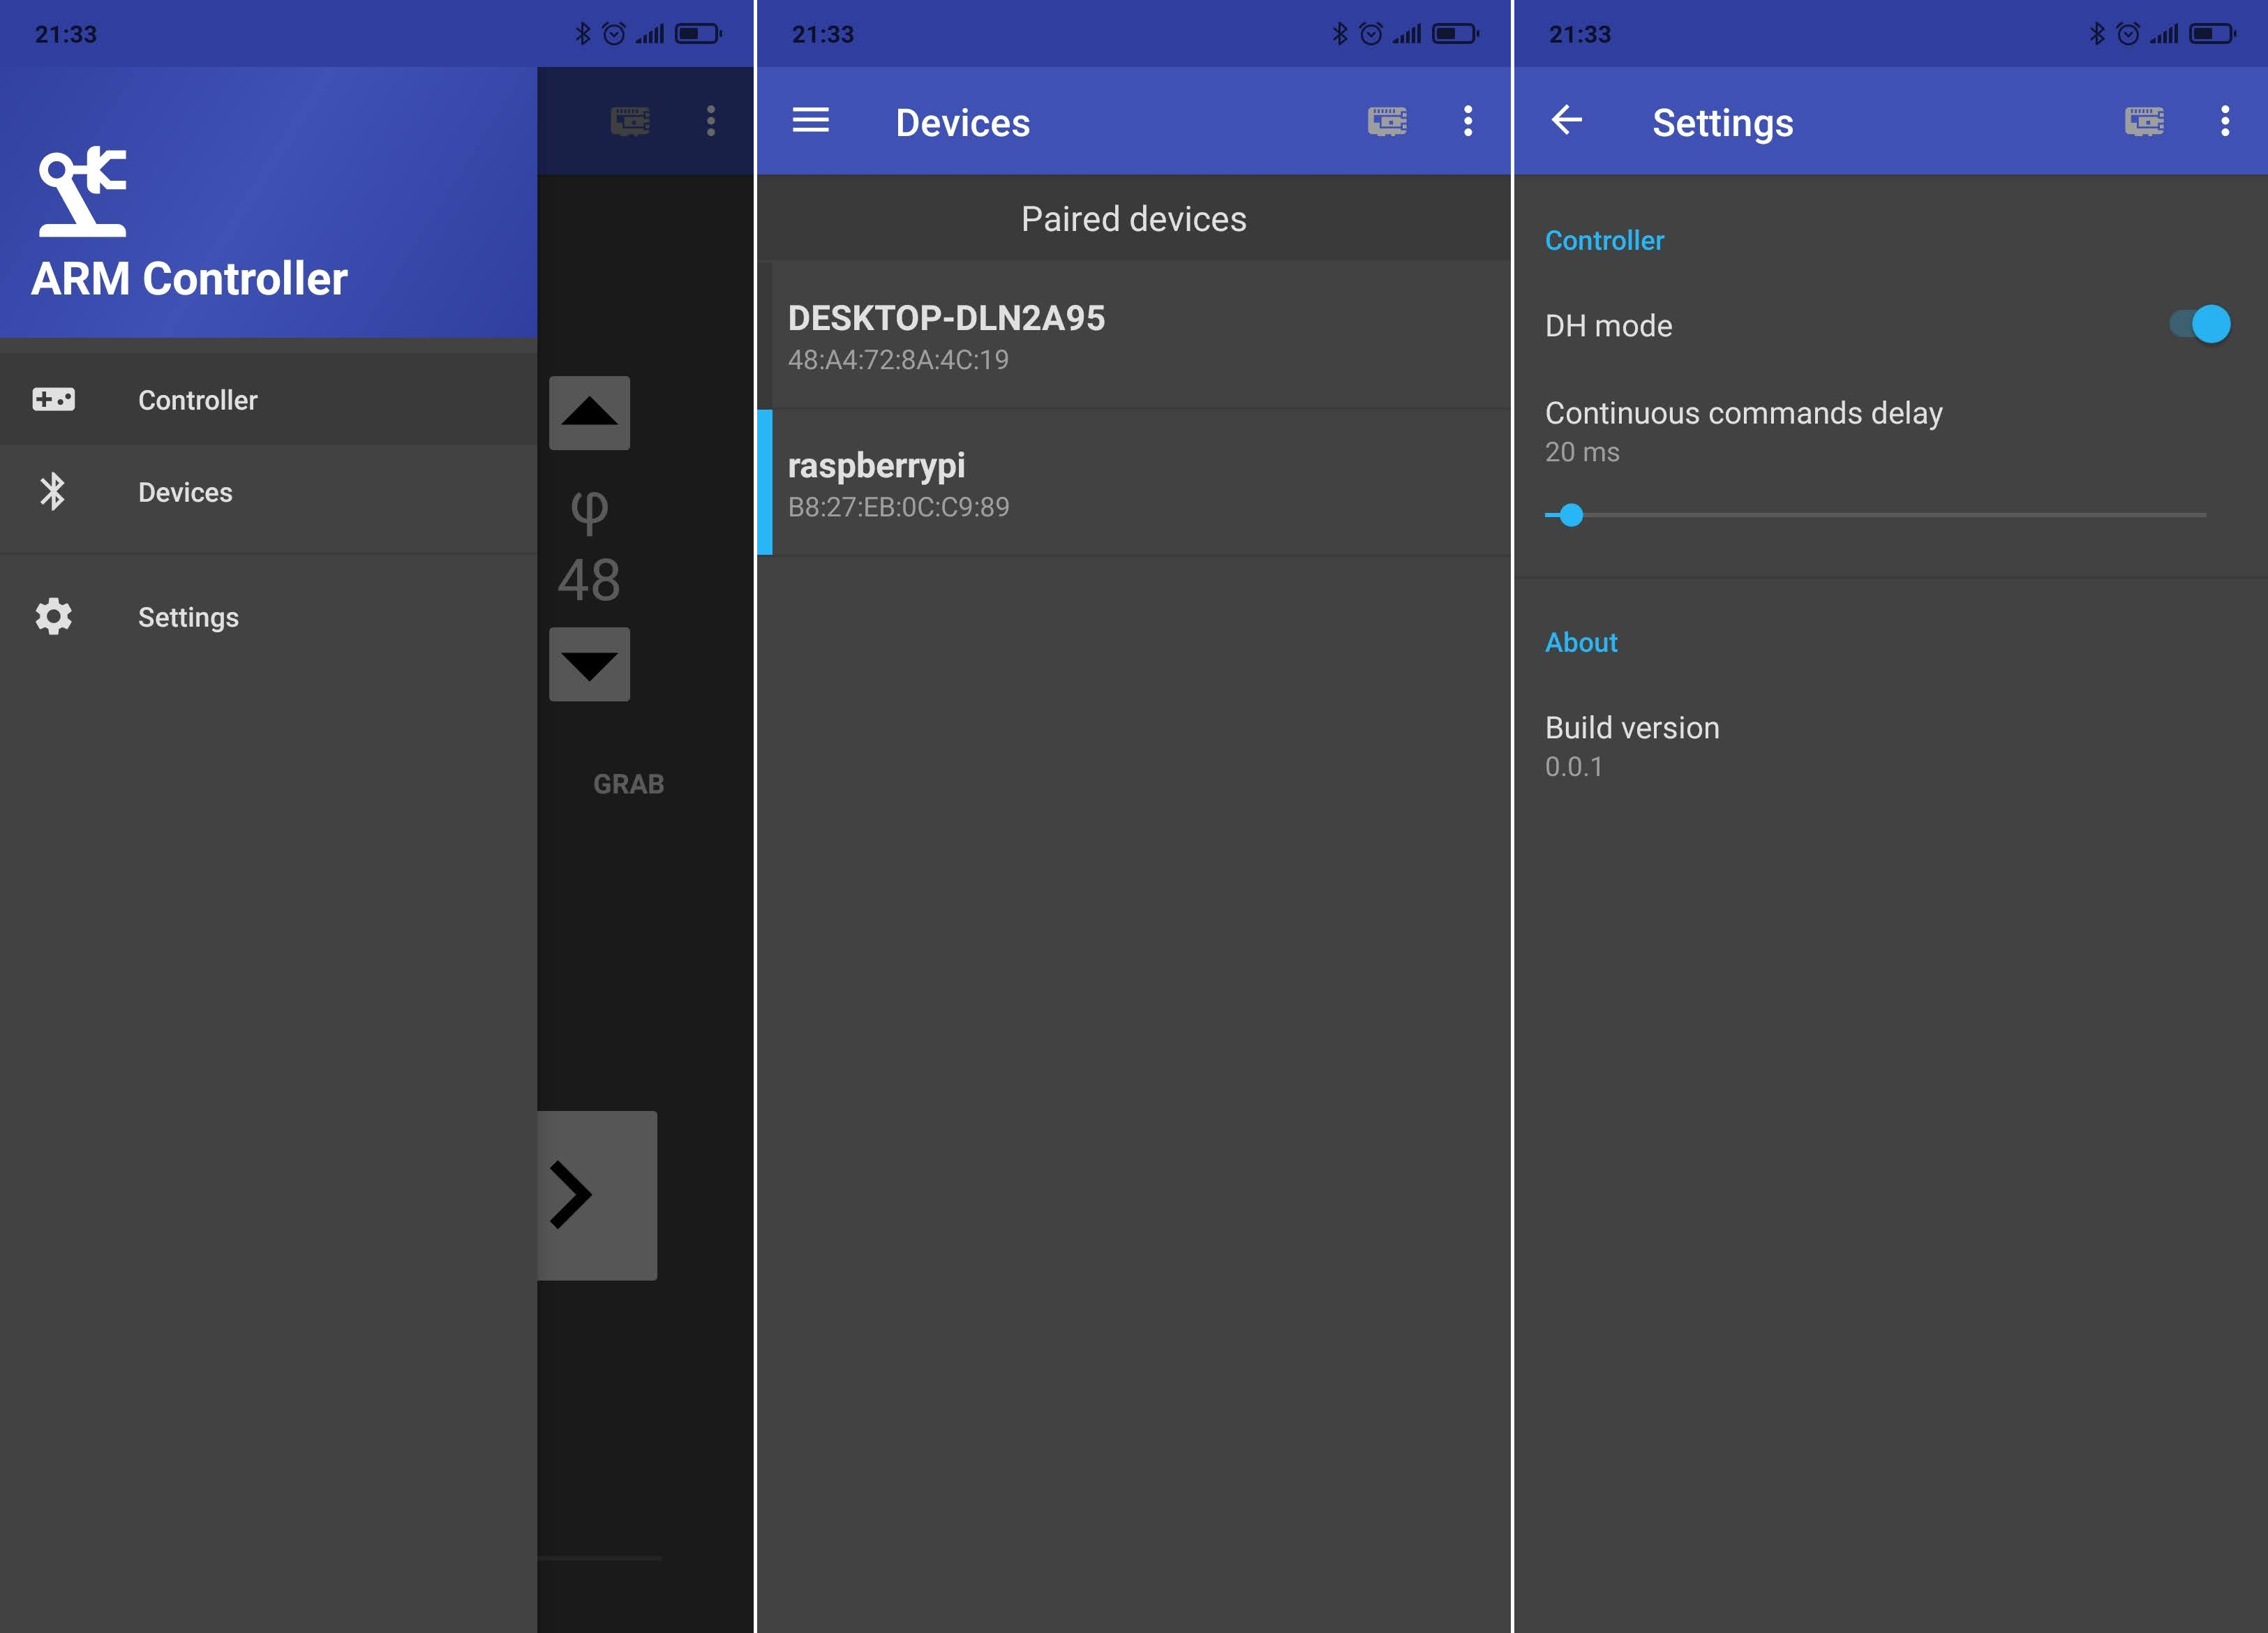 21:33
ARM Controller
Controller
Devices
Settings
φ
48
GRAB
21:33
Devices
Paired devices
DESKTOP-DLN2A95
48:A4:72:8A:4C:19
raspberrypi
B8:27:EB:0C:C9:89
21:33
Settings
Controller
DH mode
Continuous commands delay
20 ms
About
Build version
0.0.1